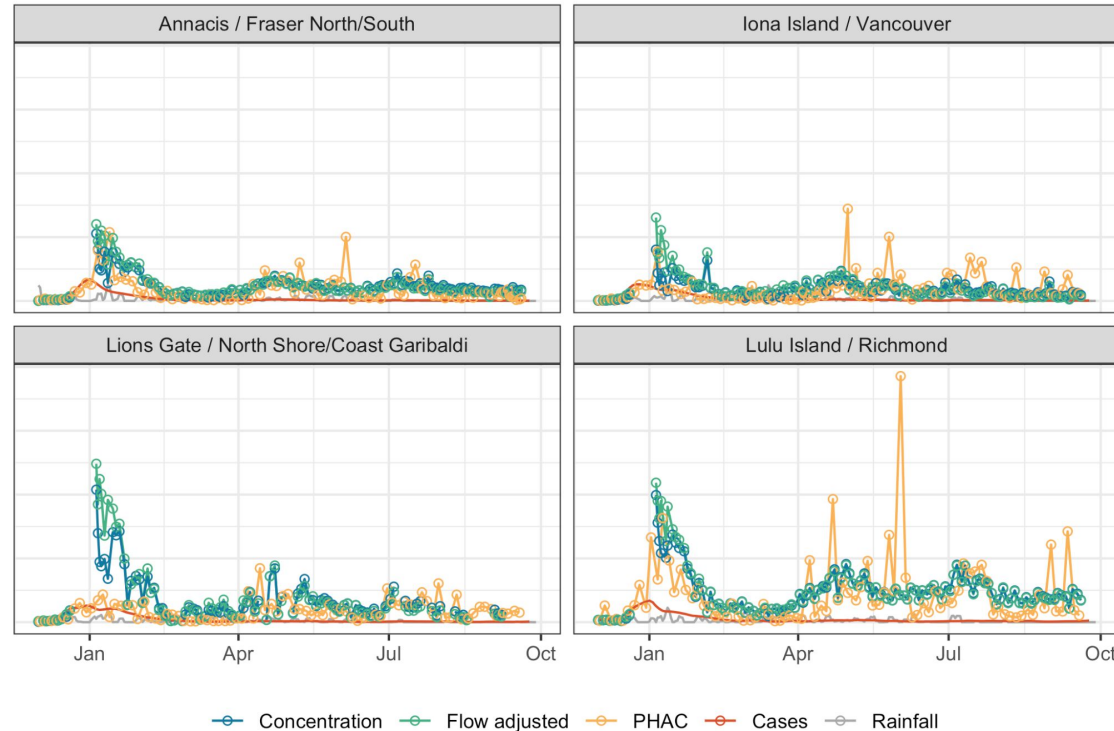 Annacis / Fraser North/South
Iona Island / Vancouver
Lions Gate / North Shore/Coast Garibaldi
Lulu Island / Richmond
Jan Apr Jul Oct Jan Apr Jul Oct
Concentration Flow adjusted PHAC Cases Rainfall